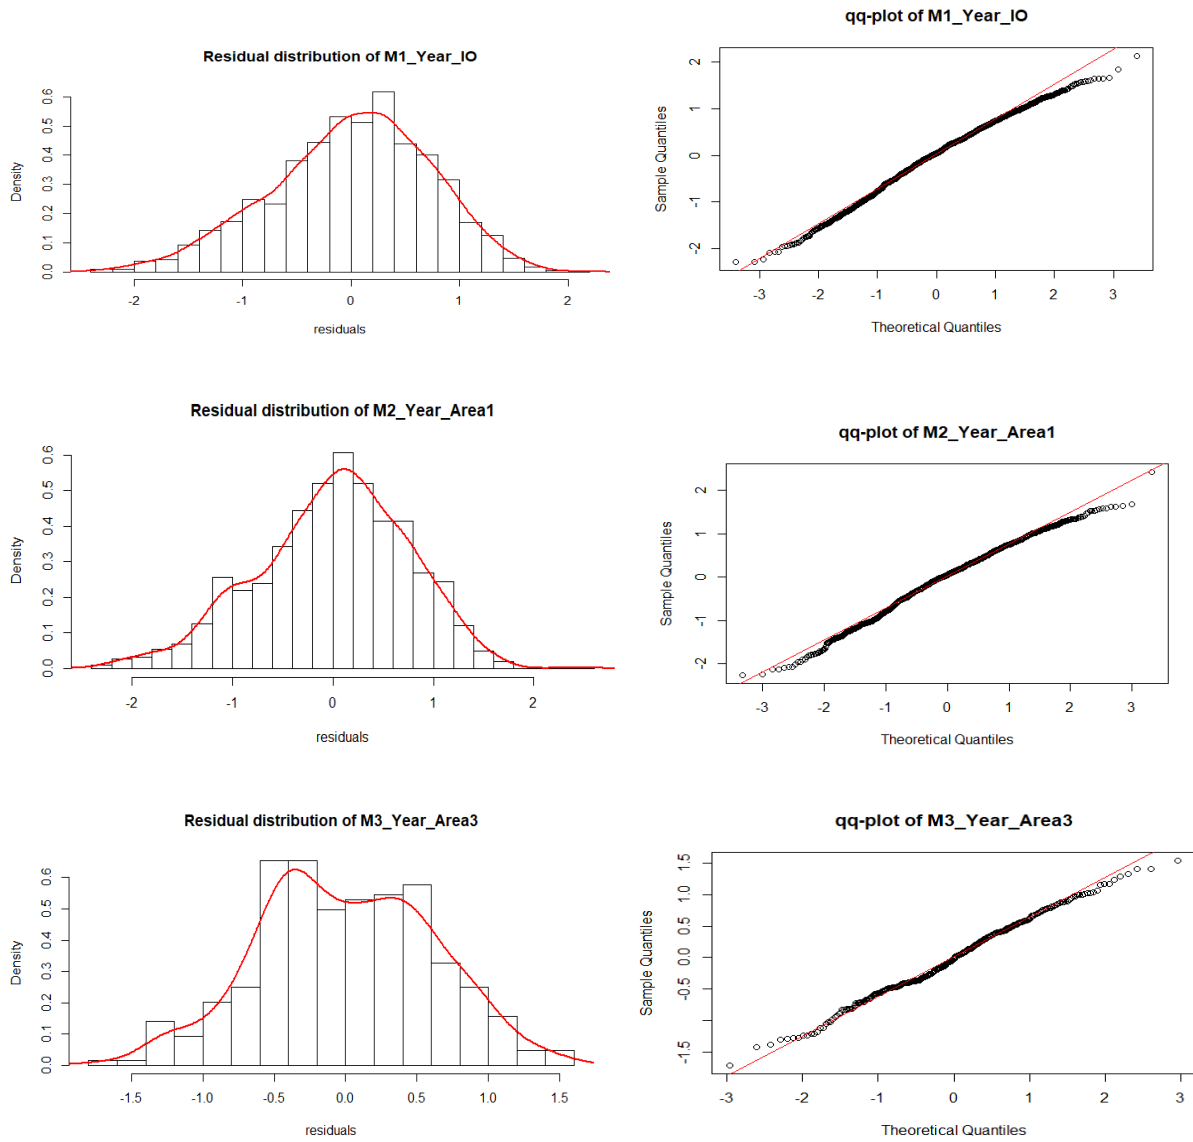 Residual distribution of M1_Year_IO
Density
0.0 0.1 0.2 0.3 0.4 0.5 0.6
-2 -1 0 1 2
residuals
qq-plot of M1_Year_IO
Sample Quantiles
-2 -1 0 1 2
-3 -2 -1 0 1 2 3
Theoretical Quantiles
Residual distribution of M2_Year_Area1
Density
0.0 0.1 0.2 0.3 0.4 0.5 0.6
-2 -1 0 1 2
residuals
qq-plot of M2_Year_Area1
Sample Quantiles
-2 -1 0 1 2
-3 -2 -1 0 1 2 3
Theoretical Quantiles
Residual distribution of M3_Year_Area3
Density
0.0 0.1 0.2 0.3 0.4 0.5 0.6
-1.5 -1.0 -0.5 0.0 0.5 1.0 1.5
residuals
qq-plot of M3_Year_Area3
Sample Quantiles
-1.5 -0.5 0.0 0.5 1.0 1.5
-3 -2 -1 0 1 2 3
Theoretical Quantiles